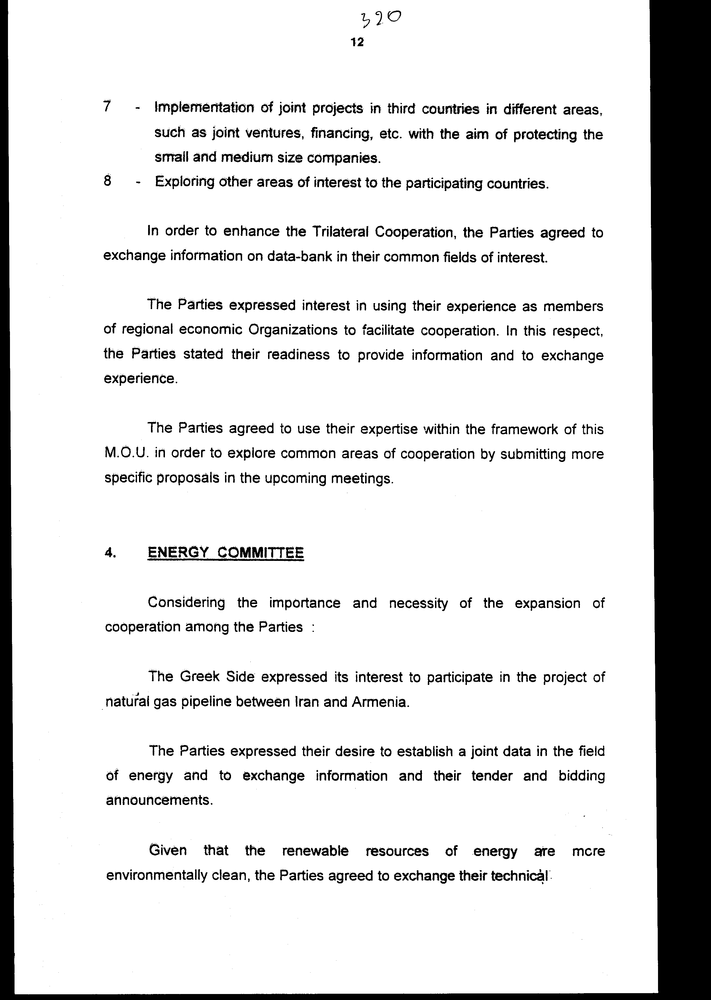 320
12
7 - Implementation of joint projects in third countries in different areas,
such as joint ventures, financing, etc. with the aim of protecting the
small and medium size companies.
8 - Exploring other areas of interest to the participating countries.
In order to enhance the Trilateral Cooperation, the Parties agreed to
exchange information on data-bank in their common fields of interest.
The Parties expressed interest in using their experience as members
of regional economic Organizations to facilitate cooperation. In this respect,
the Parties stated their readiness to provide information and to exchange
experience.
The Parties agreed to use their expertise within the framework of this
M.O.U. in order to explore common areas of cooperation by submitting more
specific proposals in the upcoming meetings.
4. ENERGY COMMITTEE
Considering the importance and necessity of the expansion of
cooperation among the Parties :
The Greek Side expressed its interest to participate in the project of
natural gas pipeline between Iran and Armenia.
The Parties expressed their desire to establish a joint data in the field
of energy and to exchange information and their tender and bidding
announcements.
Given that the renewable resources of energy are more
environmentally clean, the Parties agreed to exchange their technical